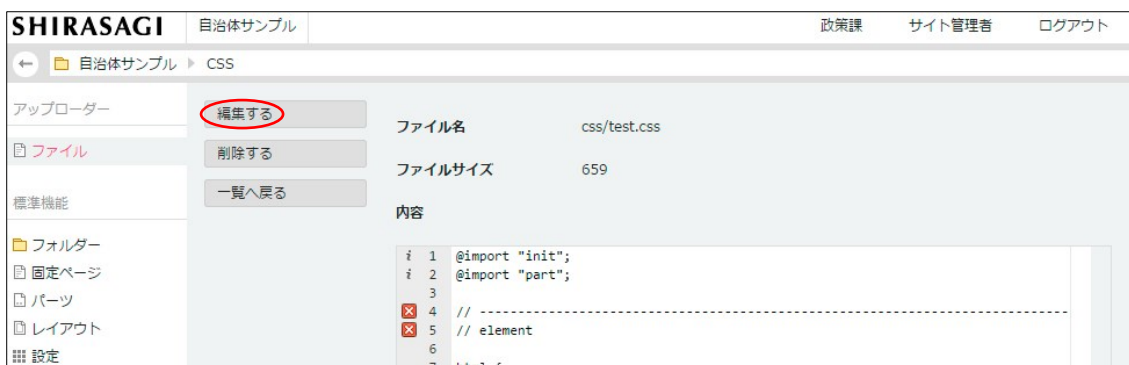 SHIRASAGI 自治体サンプル 政策課 サイト管理者 ログアウト
自治体サンプル CSS
アップローダー
ファイル
標準機能
フォルダー
固定ページ
パーツ
レイアウト
設定
編集する
削除する
一覧へ戻る
ファイル名 css/test.css
ファイルサイズ 659
内容
i 1 @import "init";
i 2 @import "part";
3
4 // -----------------------------------------------------------------------------
5 // element
6